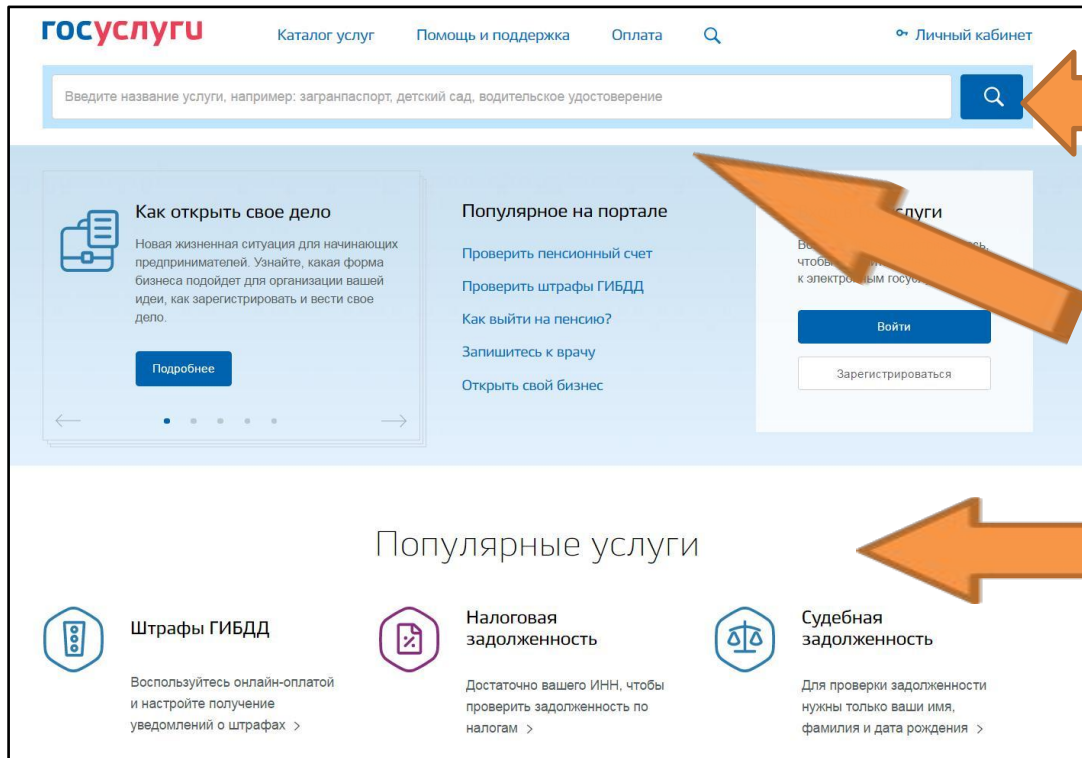 госуслуги
Каталог услуг
Помощь и поддержка
Оплата
Личный кабинет
Введите название услуги, например: загранпаспорт, детский сад, водительское удостоверение
Как открыть свое дело
Новая жизненная ситуация для начинающих
предпринимателей. Узнайте, какая форма
бизнеса подойдет для организации вашей
идеи, как зарегистрировать и вести свое
дело.
Подробнее
Популярное на портале
Проверить пенсионный счет
Проверить штрафы ГИБДД
Как выйти на пенсию?
Запишитесь к врачу
Открыть свой бизнес
чтобы
к электронным
Войти
Зарегистрироваться
Популярные услуги
Штрафы ГИБДД
Воспользуйтесь онлайн-оплатой
и настройте получение
уведомлений о штрафах >
Налоговая
задолженность
Достаточно вашего ИНН, чтобы
проверить задолженность по
налогам >
Судебная
задолженность
Для проверки задолженности
нужны только ваши имя,
фамилия и дата рождения >